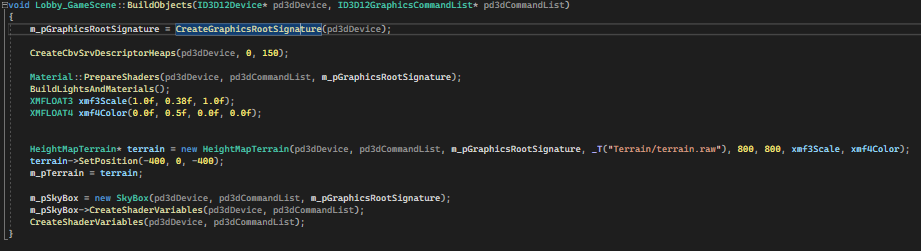 void Lobby_GameScene::BuildObjects(ID3D12Device* pd3dDevice, ID3D12GraphicsCommandList* pd3dCommandList)
{
m_pGraphicsRootSignature = CreateGraphicsRootSignature(pd3dDevice);
CreateCbvSrvDescriptorHeaps(pd3dDevice, 0, 150);
Material::PrepareShaders(pd3dDevice, pd3dCommandList, m_pGraphicsRootSignature);
BuildLightsAndMaterials();
XMFLOAT3 xmf3Scale(1.0f, 0.38f, 1.0f);
XMFLOAT4 xmf4Color(0.0f, 0.5f, 0.0f, 0.0f);
HeightMapTerrain* terrain = new HeightMapTerrain(pd3dDevice, pd3dCommandList, m_pGraphicsRootSignature, _T("Terrain/terrain.raw"), 800, 800, xmf3Scale, xmf4Color);
terrain->SetPosition(-400, 0, -400);
m_pTerrain = terrain;
m_pSkyBox = new SkyBox(pd3dDevice, pd3dCommandList, m_pGraphicsRootSignature);
m_pSkyBox->CreateShaderVariables(pd3dDevice, pd3dCommandList);
CreateShaderVariables(pd3dDevice, pd3dCommandList);
}